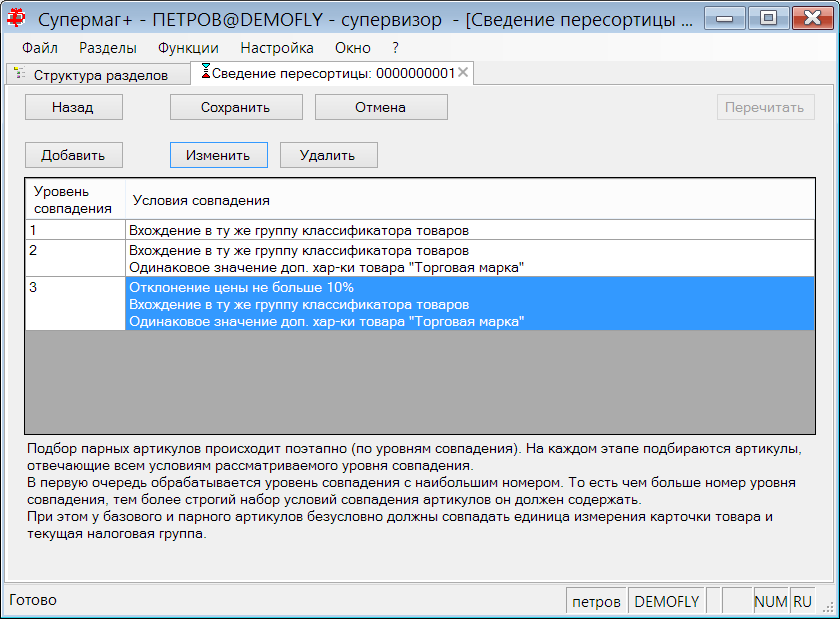 Супермаг+ - ПЕТРОВ@DEMOFLY - супервизор - [Сведение пересортицы ...
Файл Разделы Функции Настройка Окно ?
Структура разделов Сведение пересортицы: 0000000001
Назад Сохранить Отмена Перечитать
Добавить Изменить Удалить
Уровень совпадения Условия совпадения
1 Вхождение в ту же группу классификатора товаров
2 Вхождение в ту же группу классификатора товаров
Одинаковое значение доп. хар-ки товара "Торговая марка"
3 Отклонение цены не больше 10%
Вхождение в ту же группу классификатора товаров
Одинаковое значение доп. хар-ки товара "Торговая марка"
Подбор парных артикулов происходит поэтапно (по уровням совпадения). На каждом этапе подбираются артикулы,
отвечающие всем условиям рассматриваемого уровня совпадения.
В первую очередь обрабатывается уровень совпадения с наибольшим номером. То есть чем больше номер уровня
совпадения, тем более строгий набор условий совпадения артикулов он должен содержать.
При этом у базового и парного артикулов безусловно должны совпадать единица измерения карточки товара и
текущая налоговая группа.
Готово петров DEMOFLY NUM RU